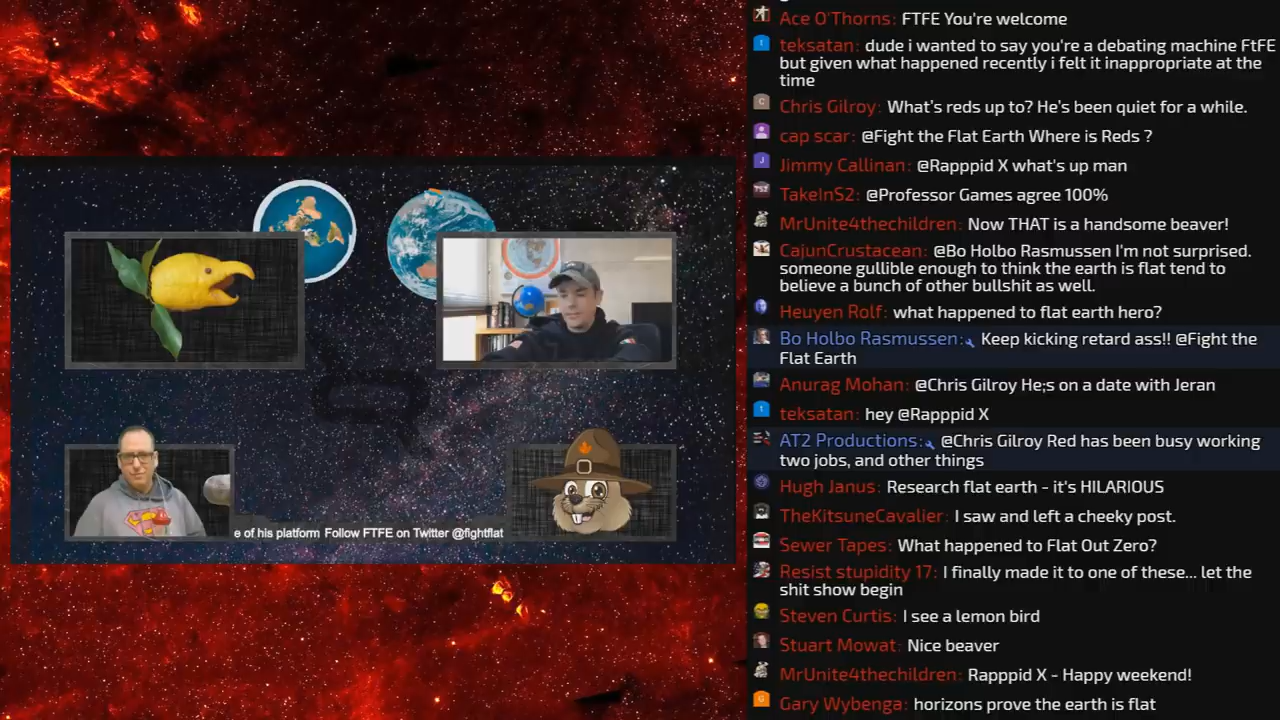 e of his platform Follow FTFE on Twitter @fightflat
Ace O'Thorns: FTFE You're welcome
teksatan: dude i wanted to say you're a debating machine FtFE
but given what happened recently i felt it inappropriate at the
time
Chris Gilroy: What's reds up to? He's been quiet for a while.
cap scar: @Fight the Flat Earth Where is Reds ?
Jimmy Callinan: @Rapppid X what's up man
TakeInS2: @Professor Games agree 100%
MrUnite4thechildren: Now THAT is a handsome beaver!
CajunCrustacean: @Bo Holbo Rasmussen I'm not surprised.
someone gullible enough to think the earth is flat tend to
believe a bunch of other bullshit as well.
Heuyen Rolf: what happened to flat earth hero?
Bo Holbo Rasmussen: Keep kicking retard ass!! @Fight the
Flat Earth
Anurag Mohan: @Chris Gilroy He;s on a date with Jeran
teksatan: hey @Rapppid X
AT2 Productions: @Chris Gilroy Red has been busy working
two jobs, and other things
Hugh Janus: Research flat earth - it's HILARIOUS
TheKitsuneCavalier: I saw and left a cheeky post.
Sewer Tapes: What happened to Flat Out Zero?
Resist stupidity 17: I finally made it to one of these... let the
shit show begin
Steven Curtis: I see a lemon bird
Stuart Mowat: Nice beaver
MrUnite4thechildren: Rapppid X - Happy weekend!
Gary Wybenga: horizons prove the earth is flat